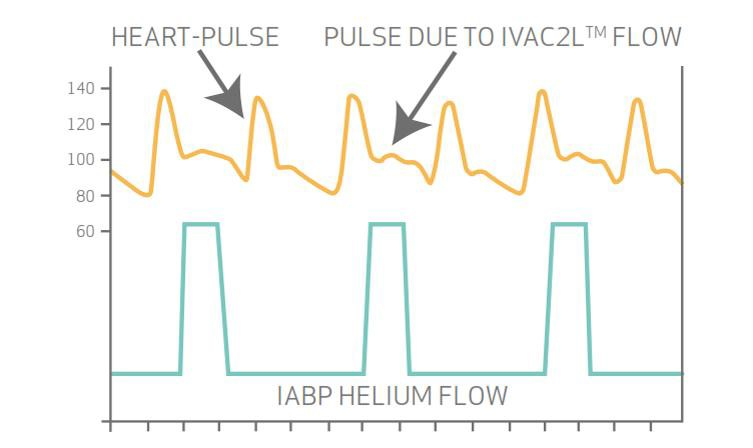 HEART-PULSE PULSE DUE TO IVAC2L™ FLOW
140
120
100
80
60
IABP HELIUM FLOW